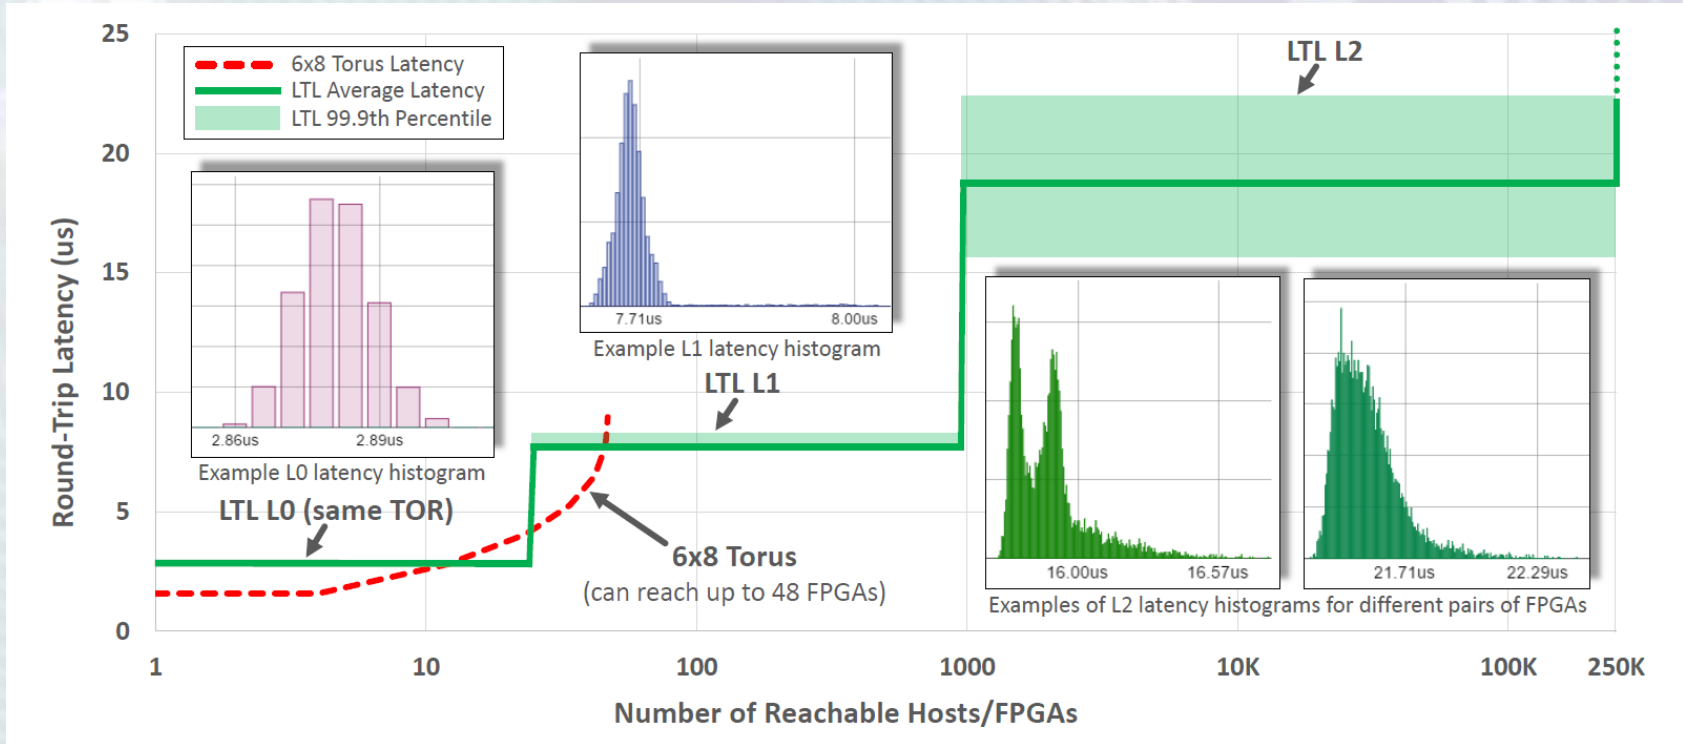 25
20
15
10
5
0
Round-Trip Latency (us)
6x8 Torus Latency
LTL Average Latency
LTL 99.9th Percentile
2.86us 2.89us
Example L0 latency histogram
LTL L0 (same TOR)
7.71us 8.00us
Example L1 latency histogram
LTL L1
6x8 Torus
(can reach up to 48 FPGAs)
LTL L2
16.00us 16.57us
21.71us 22.29us
Examples of L2 latency histograms for different pairs of FPGAs
1 10 100 1000 10K 100K 250K
Number of Reachable Hosts/FPGAs